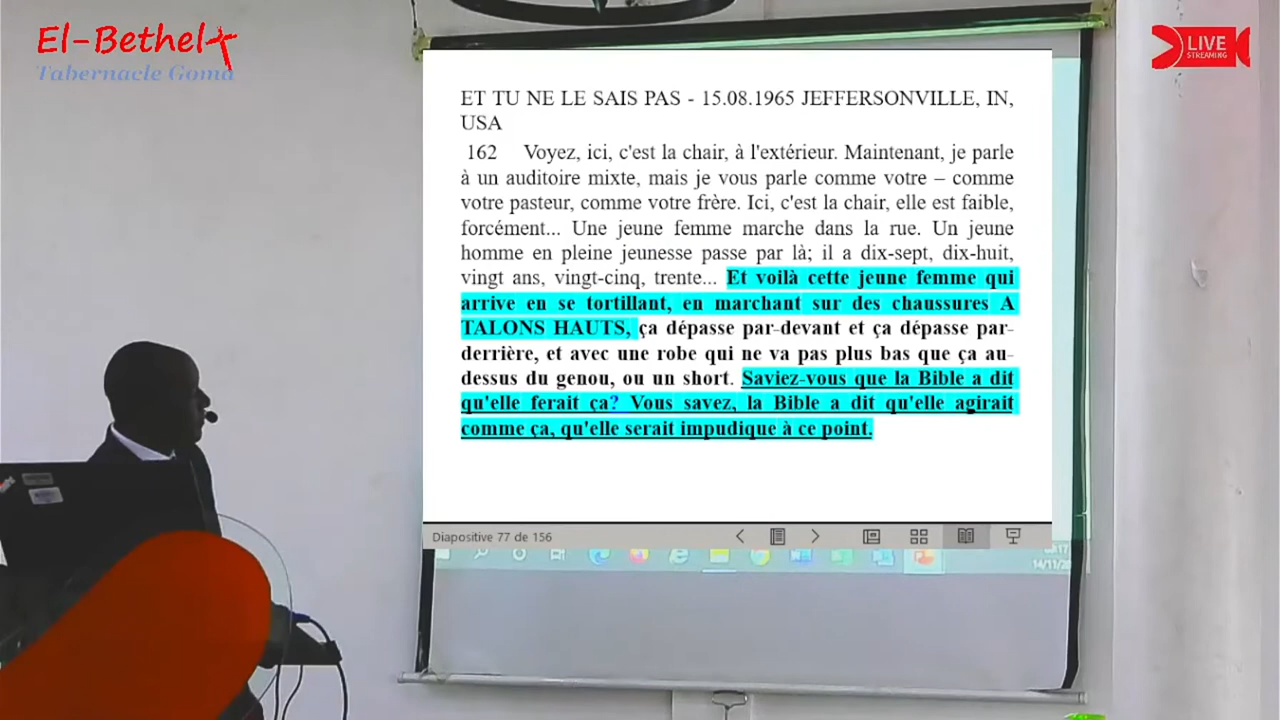 El-Bethel
Tabernacle Goma
LIVE
STREAMING
ET TU NE LE SAIS PAS - 15.08.1965 JEFFERSONVILLE, IN,
USA
162 Voyez, ici, c'est la chair, à l'extérieur. Maintenant, je parle
à un auditoire mixte, mais je vous parle comme votre – comme
votre pasteur, comme votre frère. Ici, c'est la chair, elle est faible,
forcément... Une jeune femme marche dans la rue. Un jeune
homme en pleine jeunesse passe par là; il a dix-sept, dix-huit,
vingt ans, vingt-cinq, trente... Et voilà cette jeune femme qui
arrive en se tortillant, en marchant sur des chaussures A
TALONS HAUTS, ça dépasse par-devant et ça dépasse par-
derrière, et avec une robe qui ne va pas plus bas que ça au-
dessus du genou, ou un short. Saviez-vous que la Bible a dit
qu'elle ferait ça? Vous savez, la Bible a dit qu'elle agirait
comme ça, qu'elle serait impudique à ce point.
Diapositive 77 de 156